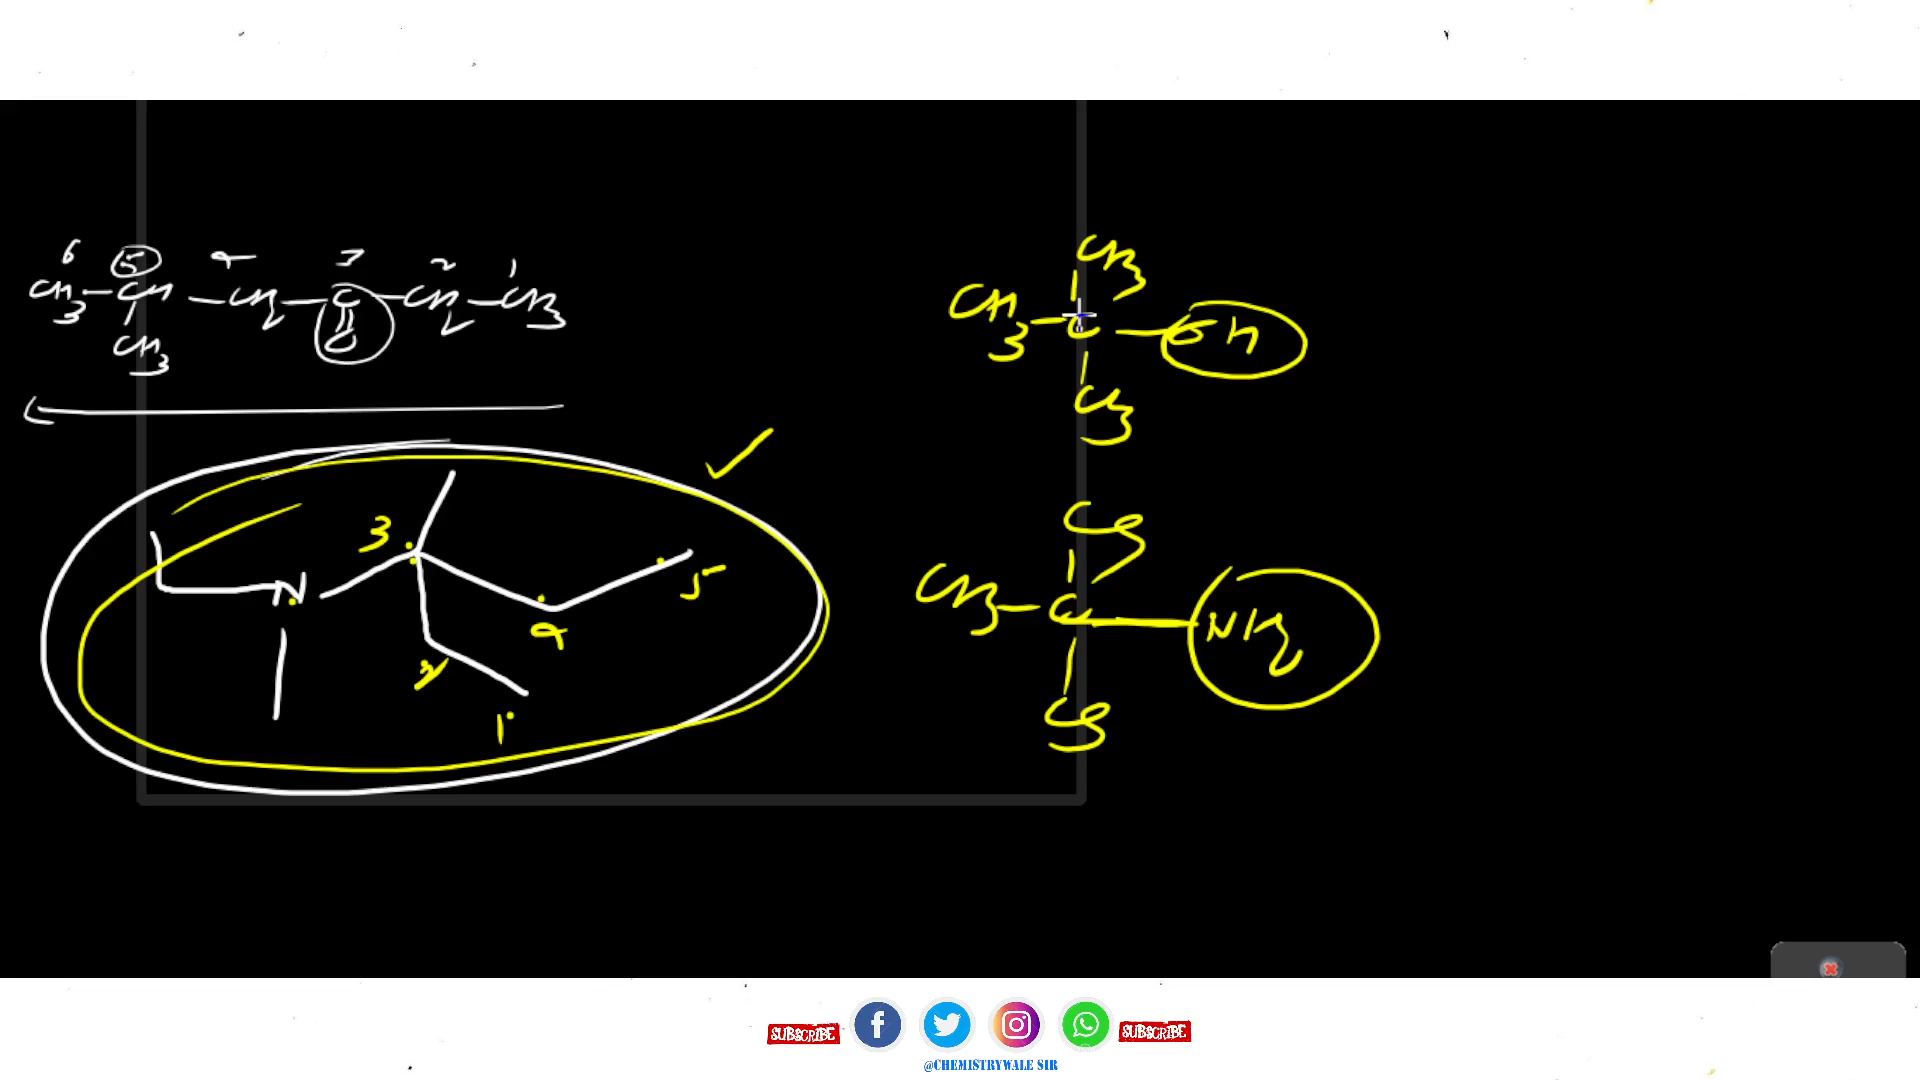 6 5 4 3 2 1
CH3-CH-CH2-C-CH2-CH3
CH3
O
CH3
CH3-C-OH
CH3
3
N
2
4
5
1
CH3
CH3-C-NH2
CH3
SUBSCRIBE
SUBSCRIBE
@CHEMISTRYWALE SIR